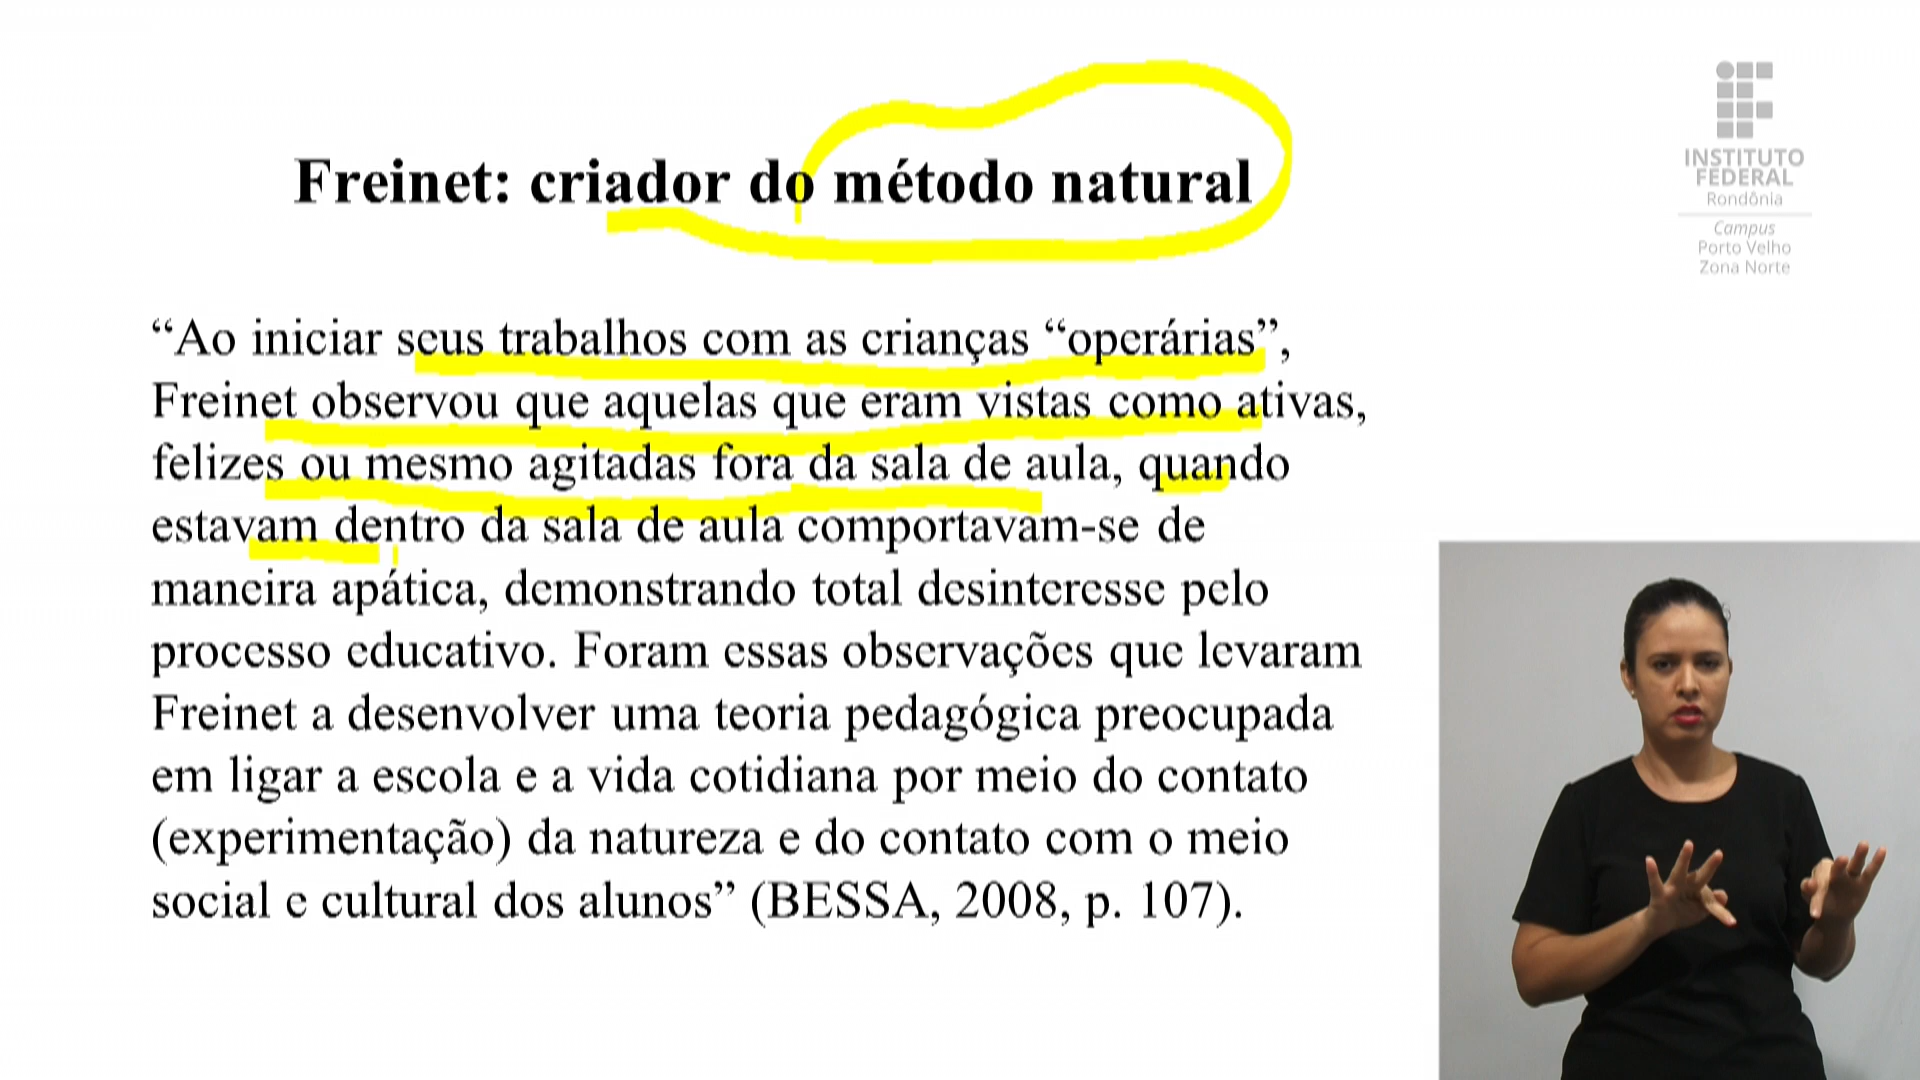 Freinet: criador do método natural
“Ao iniciar seus trabalhos com as crianças “operárias”,
Freinet observou que aquelas que eram vistas como ativas,
felizes ou mesmo agitadas fora da sala de aula, quando
estavam dentro da sala de aula comportavam-se de
maneira apática, demonstrando total desinteresse pelo
processo educativo. Foram essas observações que levaram
Freinet a desenvolver uma teoria pedagógica preocupada
em ligar a escola e a vida cotidiana por meio do contato
(experimentação) da natureza e do contato com o meio
social e cultural dos alunos” (BESSA, 2008, p. 107).
INSTITUTO
FEDERAL
Rondônia
Campus
Porto Velho
Zona Norte